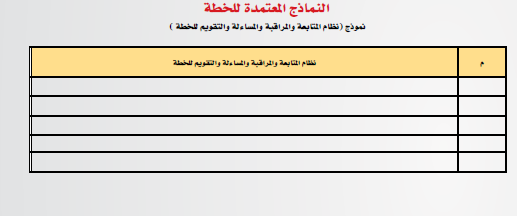 النماذج المعتمدة للخطة
نموذج (نظام المتابعة والمراقبة والمساءلة والتقويم للخطة )
م
نظام المتابعة والمراقبة والمساءلة والتقويم للخطة